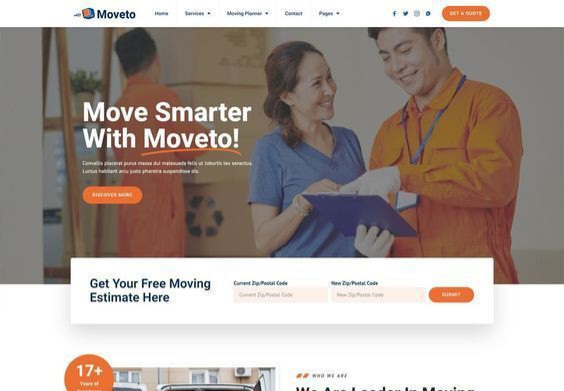 Moveto
Home
Services
Moving Planner
Contact
Pages
GET A QUOTE
Move Smarter
With Moveto!
Convallis placerat purus massa dui malesuada felis ut lobortis leo senectus.
Luctus habitant arcu justo pharetra suspendisse dis.
DISCOVER MORE
Get Your Free Moving
Estimate Here
Current Zip/Postal Code
New Zip/Postal Code
Current Zip/Postal Code
New Zip/Postal Code
SUBMIT
17+
Years of
WHO WE ARE
We Are Leader In Moving